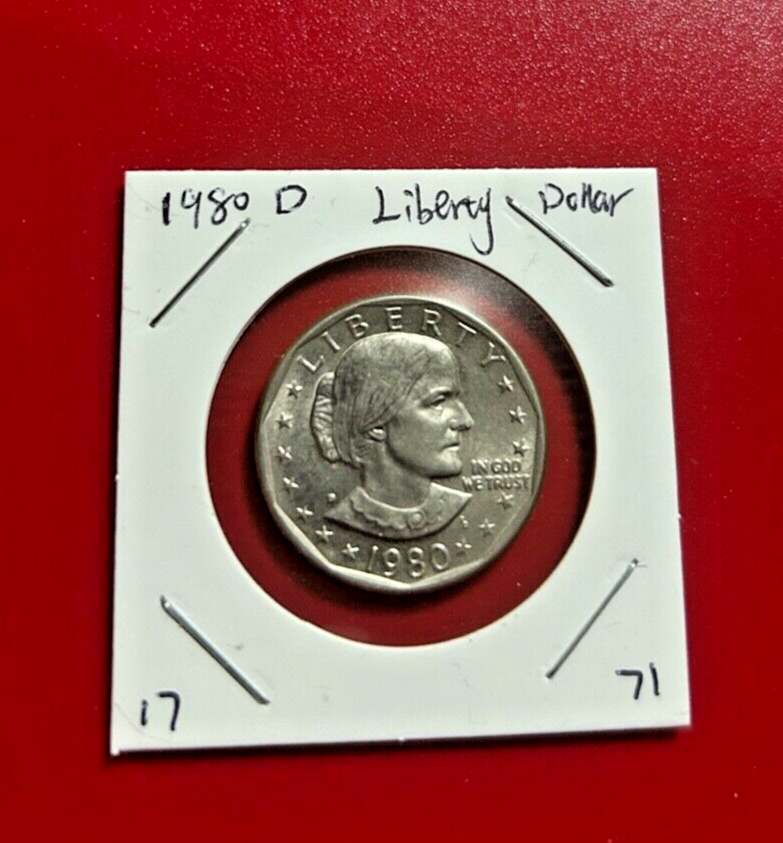 1980 D Liberty Dollar
LIBERTY
IN GOD
WE TRUST
1980
17
71